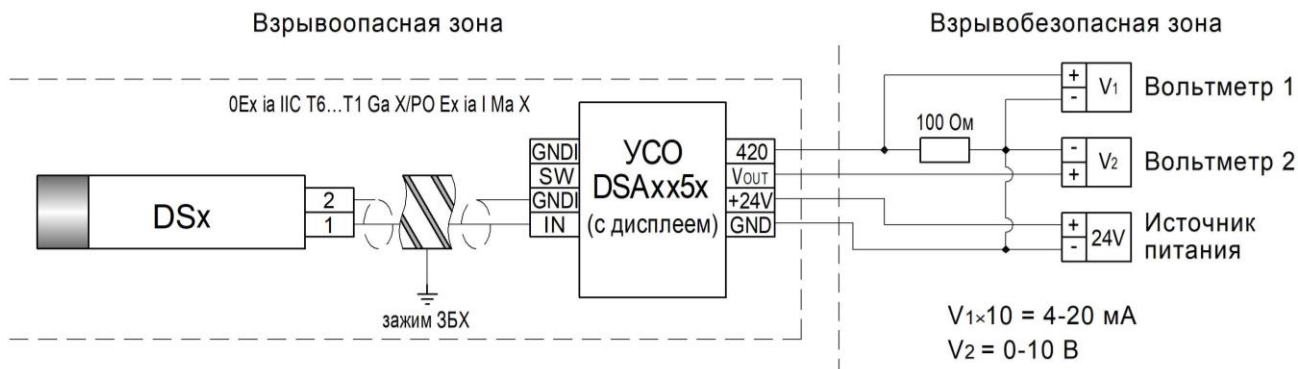 Взрывоопасная зона
Взрывобезопасная зона
0Ex ia IIC T6...T1 Ga X/PO Ex ia I Ma X
DSx
2
1
зажим ЗБХ
GNDI
SW
GNDI
IN
УСО
DSAxx5x
(с дисплеем)
420
VOUT
+24V
GND
100 Ом
+
-
V1
Вольтметр 1
-
+
V2
Вольтметр 2
+
-
24V
Источник
питания
V1×10 = 4-20 мА
V2 = 0-10 В